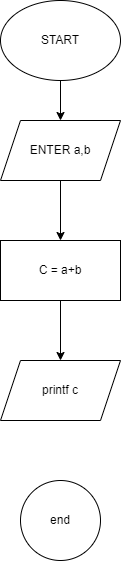 START
ENTER a,b
C = a+b
printf c
end